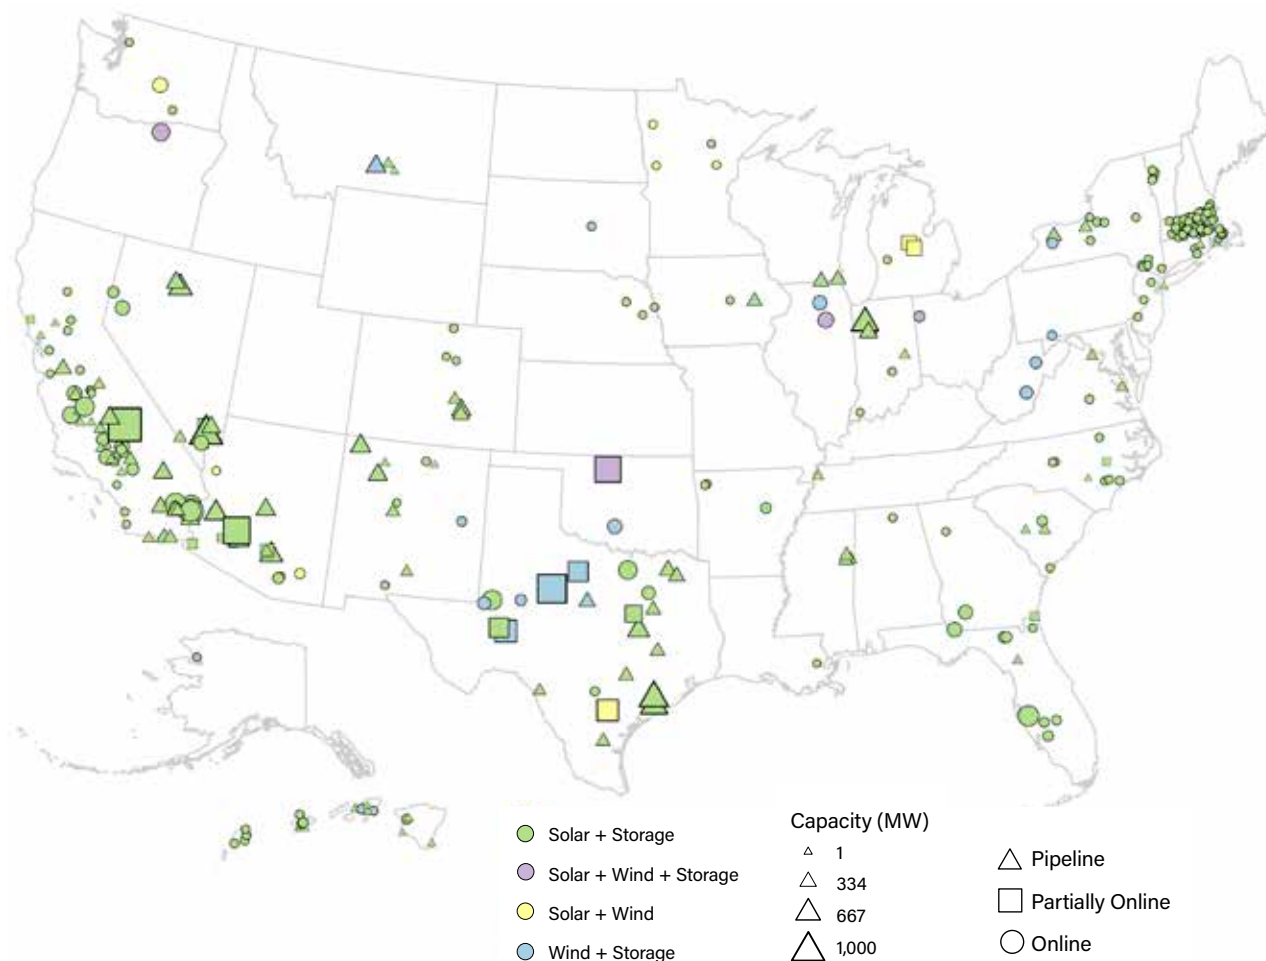 Solar + Storage
Solar + Wind + Storage
Solar + Wind
Wind + Storage
Capacity (MW)
1
334
667
1,000
Pipeline
Partially Online
Online